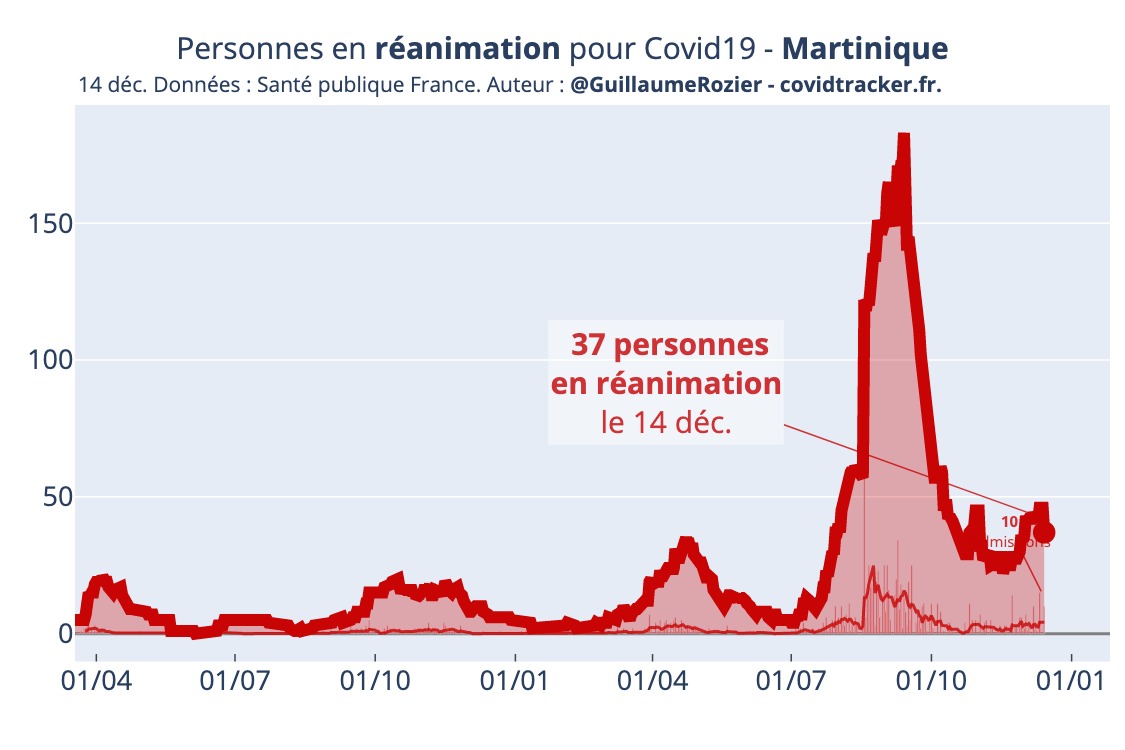 Personnes en réanimation pour Covid19 - Martinique
14 déc. Données : Santé publique France. Auteur : @GuillaumeRozier - covidtracker.fr.
150
100
50
0
37 personnes
en réanimation
le 14 déc.
10
01/04
01/07
01/10
01/01
01/04
01/07
01/10
01/01